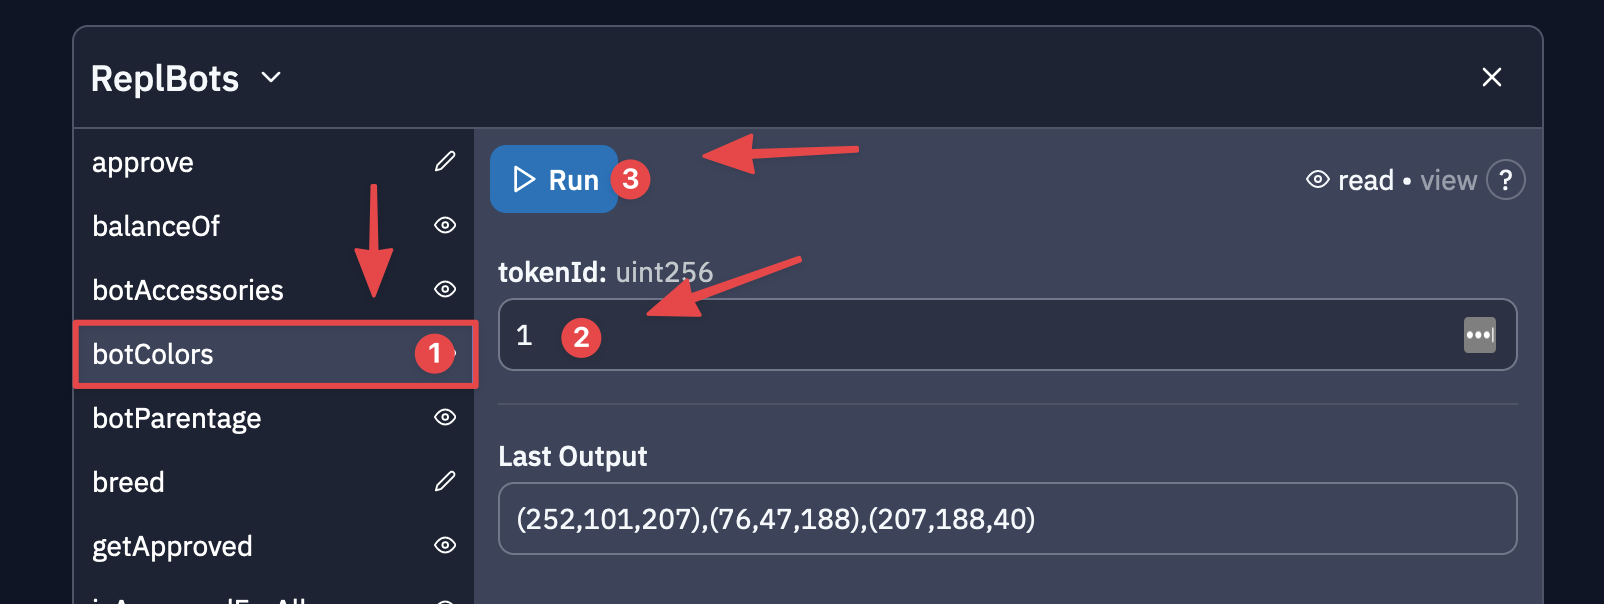 ReplBots
approve
balanceOf
botAccessories
botColors 1
botParentage
breed
getApproved
Run 3
read • view ?
tokenId: uint256
1 2
Last Output
(252,101,207),(76,47,188),(207,188,40)